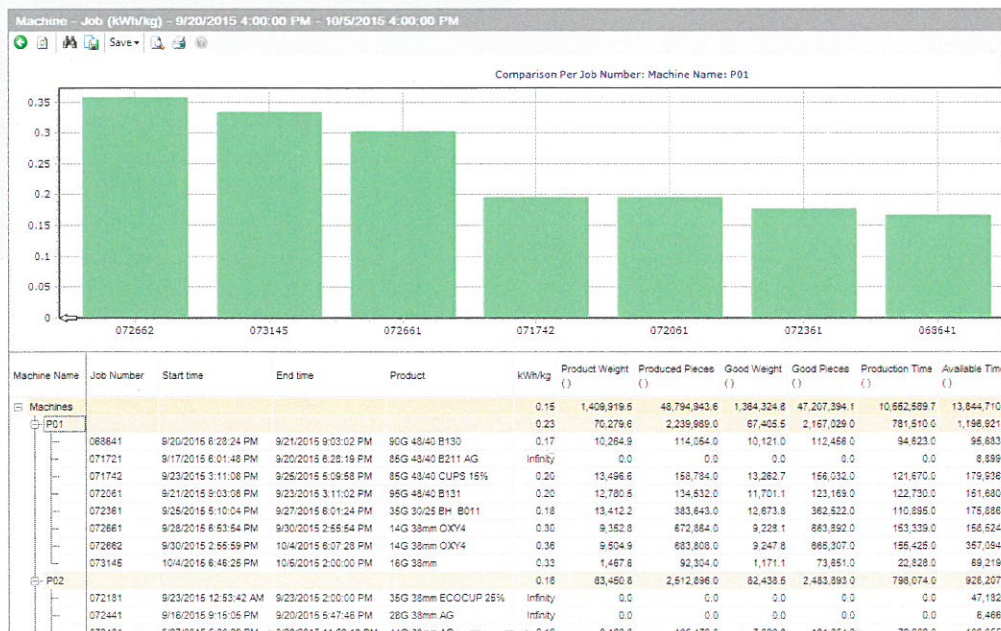 Machine - Job (kWh/kg) - 9/20/2015 4:00:00 PM - 10/5/2015 4:00:00 PM
Save
Comparison Per Job Number: Machine Name: P01
0.35
0.3
0.25
0.2
0.15
0.1
0.05
0
072662 073145 072661 071742 072061 072361 068641
Machine Name Job Number Start time End time Product kWh/kg Product Weight () Produced Pieces () Good Weight () Good Pieces () Production Time () Available Time ()
Machines 0.15 1,409,919.5 48,794,943.6 1,364,324.6 47,207,394.1 10,552,589.7 13,844,710
P01 0.23 70,279.6 2,239,989.0 67,405.5 2,167,029.0 781,510.6 1,196,921
068641 9/20/2015 6:28:24 PM 9/21/2015 9:03:02 PM 90G 48/40 B130 0.17 10,264.9 114,054.0 10,121.0 112,456.0 94,623.0 95,683
071721 9/17/2015 6:01:48 PM 9/20/2015 6:28:19 PM 85G 48/40 B211 AG Infinity 0.0 0.0 0.0 0.0 0.0 8,899
071742 9/23/2015 3:11:08 PM 9/25/2015 5:09:58 PM 85G 48/40 CUPS 15% 0.20 13,496.6 158,784.0 13,262.7 156,032.0 121,670.0 179,936
072061 9/21/2015 9:03:08 PM 9/23/2015 3:11:02 PM 95G 48/40 B131 0.20 12,780.5 134,532.0 11,701.1 123,169.0 122,730.0 151,680
072361 9/25/2015 5:10:04 PM 9/27/2015 6:01:24 PM 35G 30/25 BH B011 0.18 13,412.2 383,643.0 12,673.8 362,522.0 110,895.0 175,886
072661 9/28/2015 6:53:54 PM 9/30/2015 2:55:54 PM 14G 38mm OXY4 0.30 9,352.8 672,864.0 9,228.1 663,892.0 153,339.0 158,524
072662 9/30/2015 2:55:59 PM 10/4/2015 6:07:28 PM 14G 38mm OXY4 0.36 9,504.9 683,808.0 9,247.8 665,307.0 155,425.0 357,094
073145 10/4/2015 6:46:25 PM 10/5/2015 2:00:00 PM 16G 38mm 0.33 1,467.6 92,304.0 1,171.1 73,651.0 22,828.0 69,219
P02 0.16 83,450.8 2,512,896.0 82,438.5 2,483,893.0 798,074.0 928,207
072181 9/23/2015 12:53:42 AM 9/23/2015 2:00:00 PM 35G 38mm ECOCUP 25% Infinity 0.0 0.0 0.0 0.0 0.0 47,182
072441 9/16/2015 9:15:05 PM 9/20/2015 5:47:46 PM 28G 38mm AG Infinity 0.0 0.0 0.0 0.0 0.0 6,466